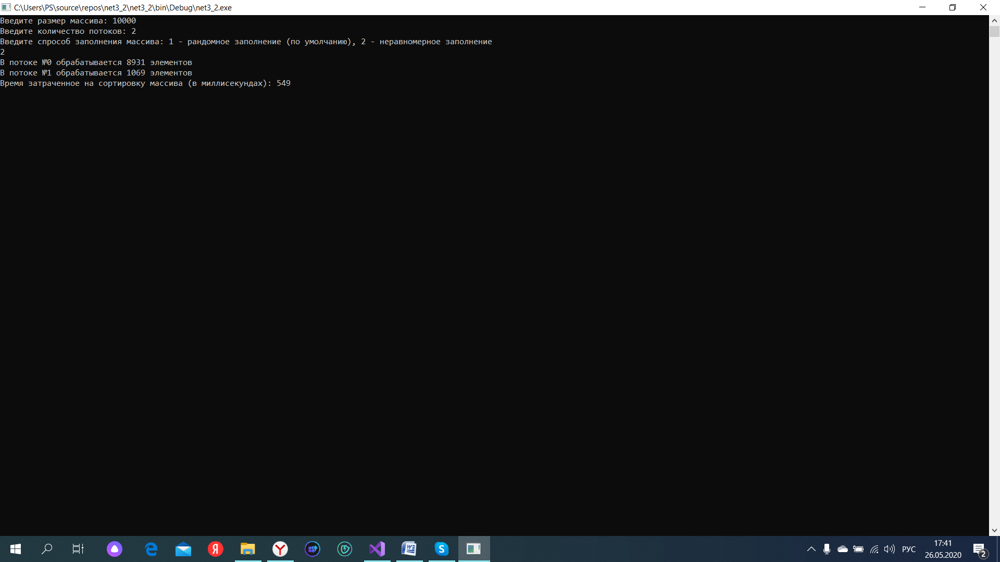 C:\Users\PS\source\repos\net3_2\net3_2\bin\Debug\net3_2.exe
Введите размер массива: 10000
Введите количество потоков: 2
Введите спрособ заполнения массива: 1 - рандомное заполнение (по умолчанию), 2 - неравномерное заполнение
2
В потоке №0 обрабатывается 8931 элементов
В потоке №1 обрабатывается 1069 элементов
Время затраченное на сортировку массива (в миллисекундах): 549
РУС
17:41
26.05.2020
2